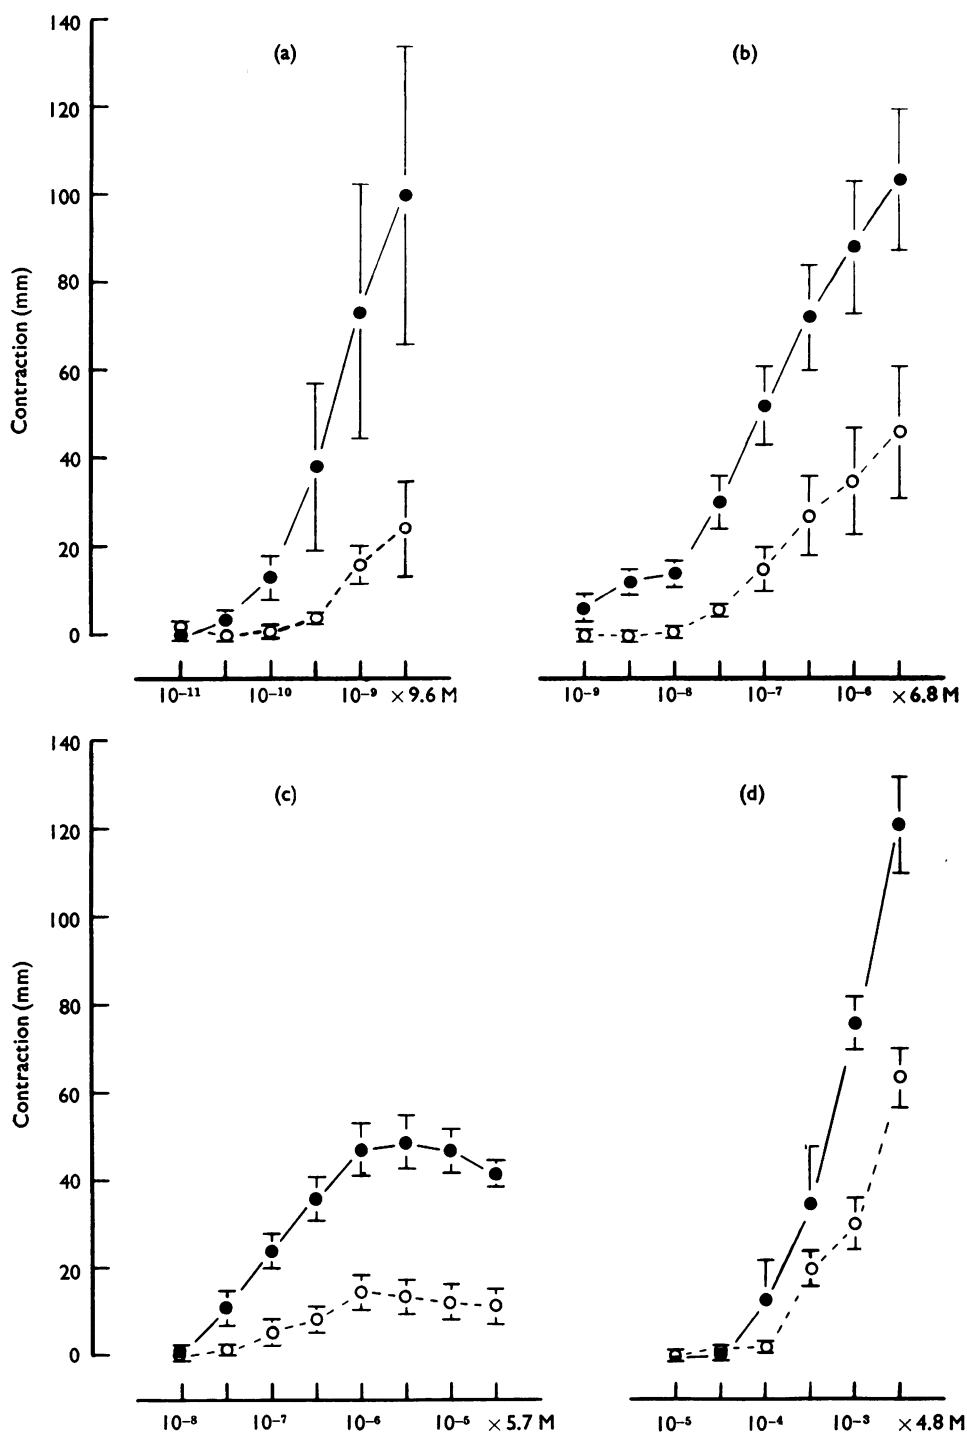 (a)
(b)
140
120
100
80
60
40
20
0
Contraction (mm)
10⁻¹¹ 10⁻¹⁰ 10⁻⁹ ×9.6 M
10⁻⁹ 10⁻⁸ 10⁻⁷ 10⁻⁶ ×6.8 M
(c)
(d)
140
120
100
80
60
40
20
0
Contraction (mm)
10⁻⁸ 10⁻⁷ 10⁻⁶ 10⁻⁵ ×5.7 M
10⁻⁵ 10⁻⁴ 10⁻³ ×4.8 M